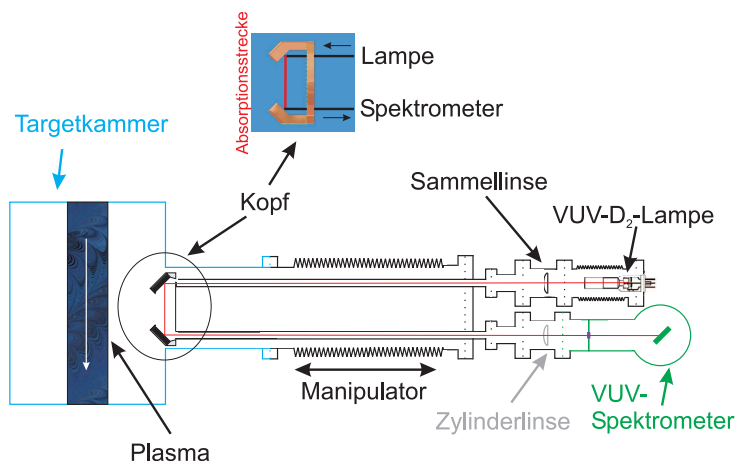 Absorptionsstrecke
Lampe
Spektrometer
Targetkammer
Kopf
Sammellinse
VUV-D₂-Lampe
Manipulator
Zylinderlinse
VUV-
Spektrometer
Plasma